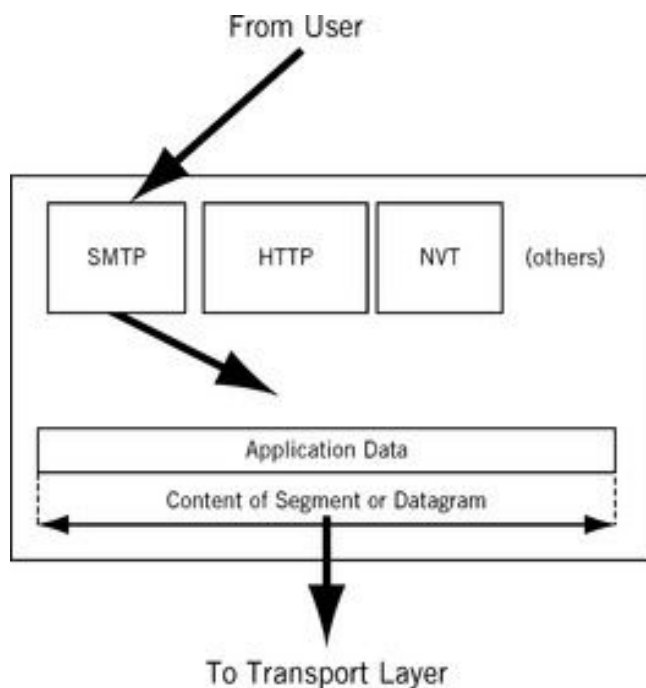 From User
SMTP
HTTP
NVT
(others)
Application Data
Content of Segment or Datagram
To Transport Layer